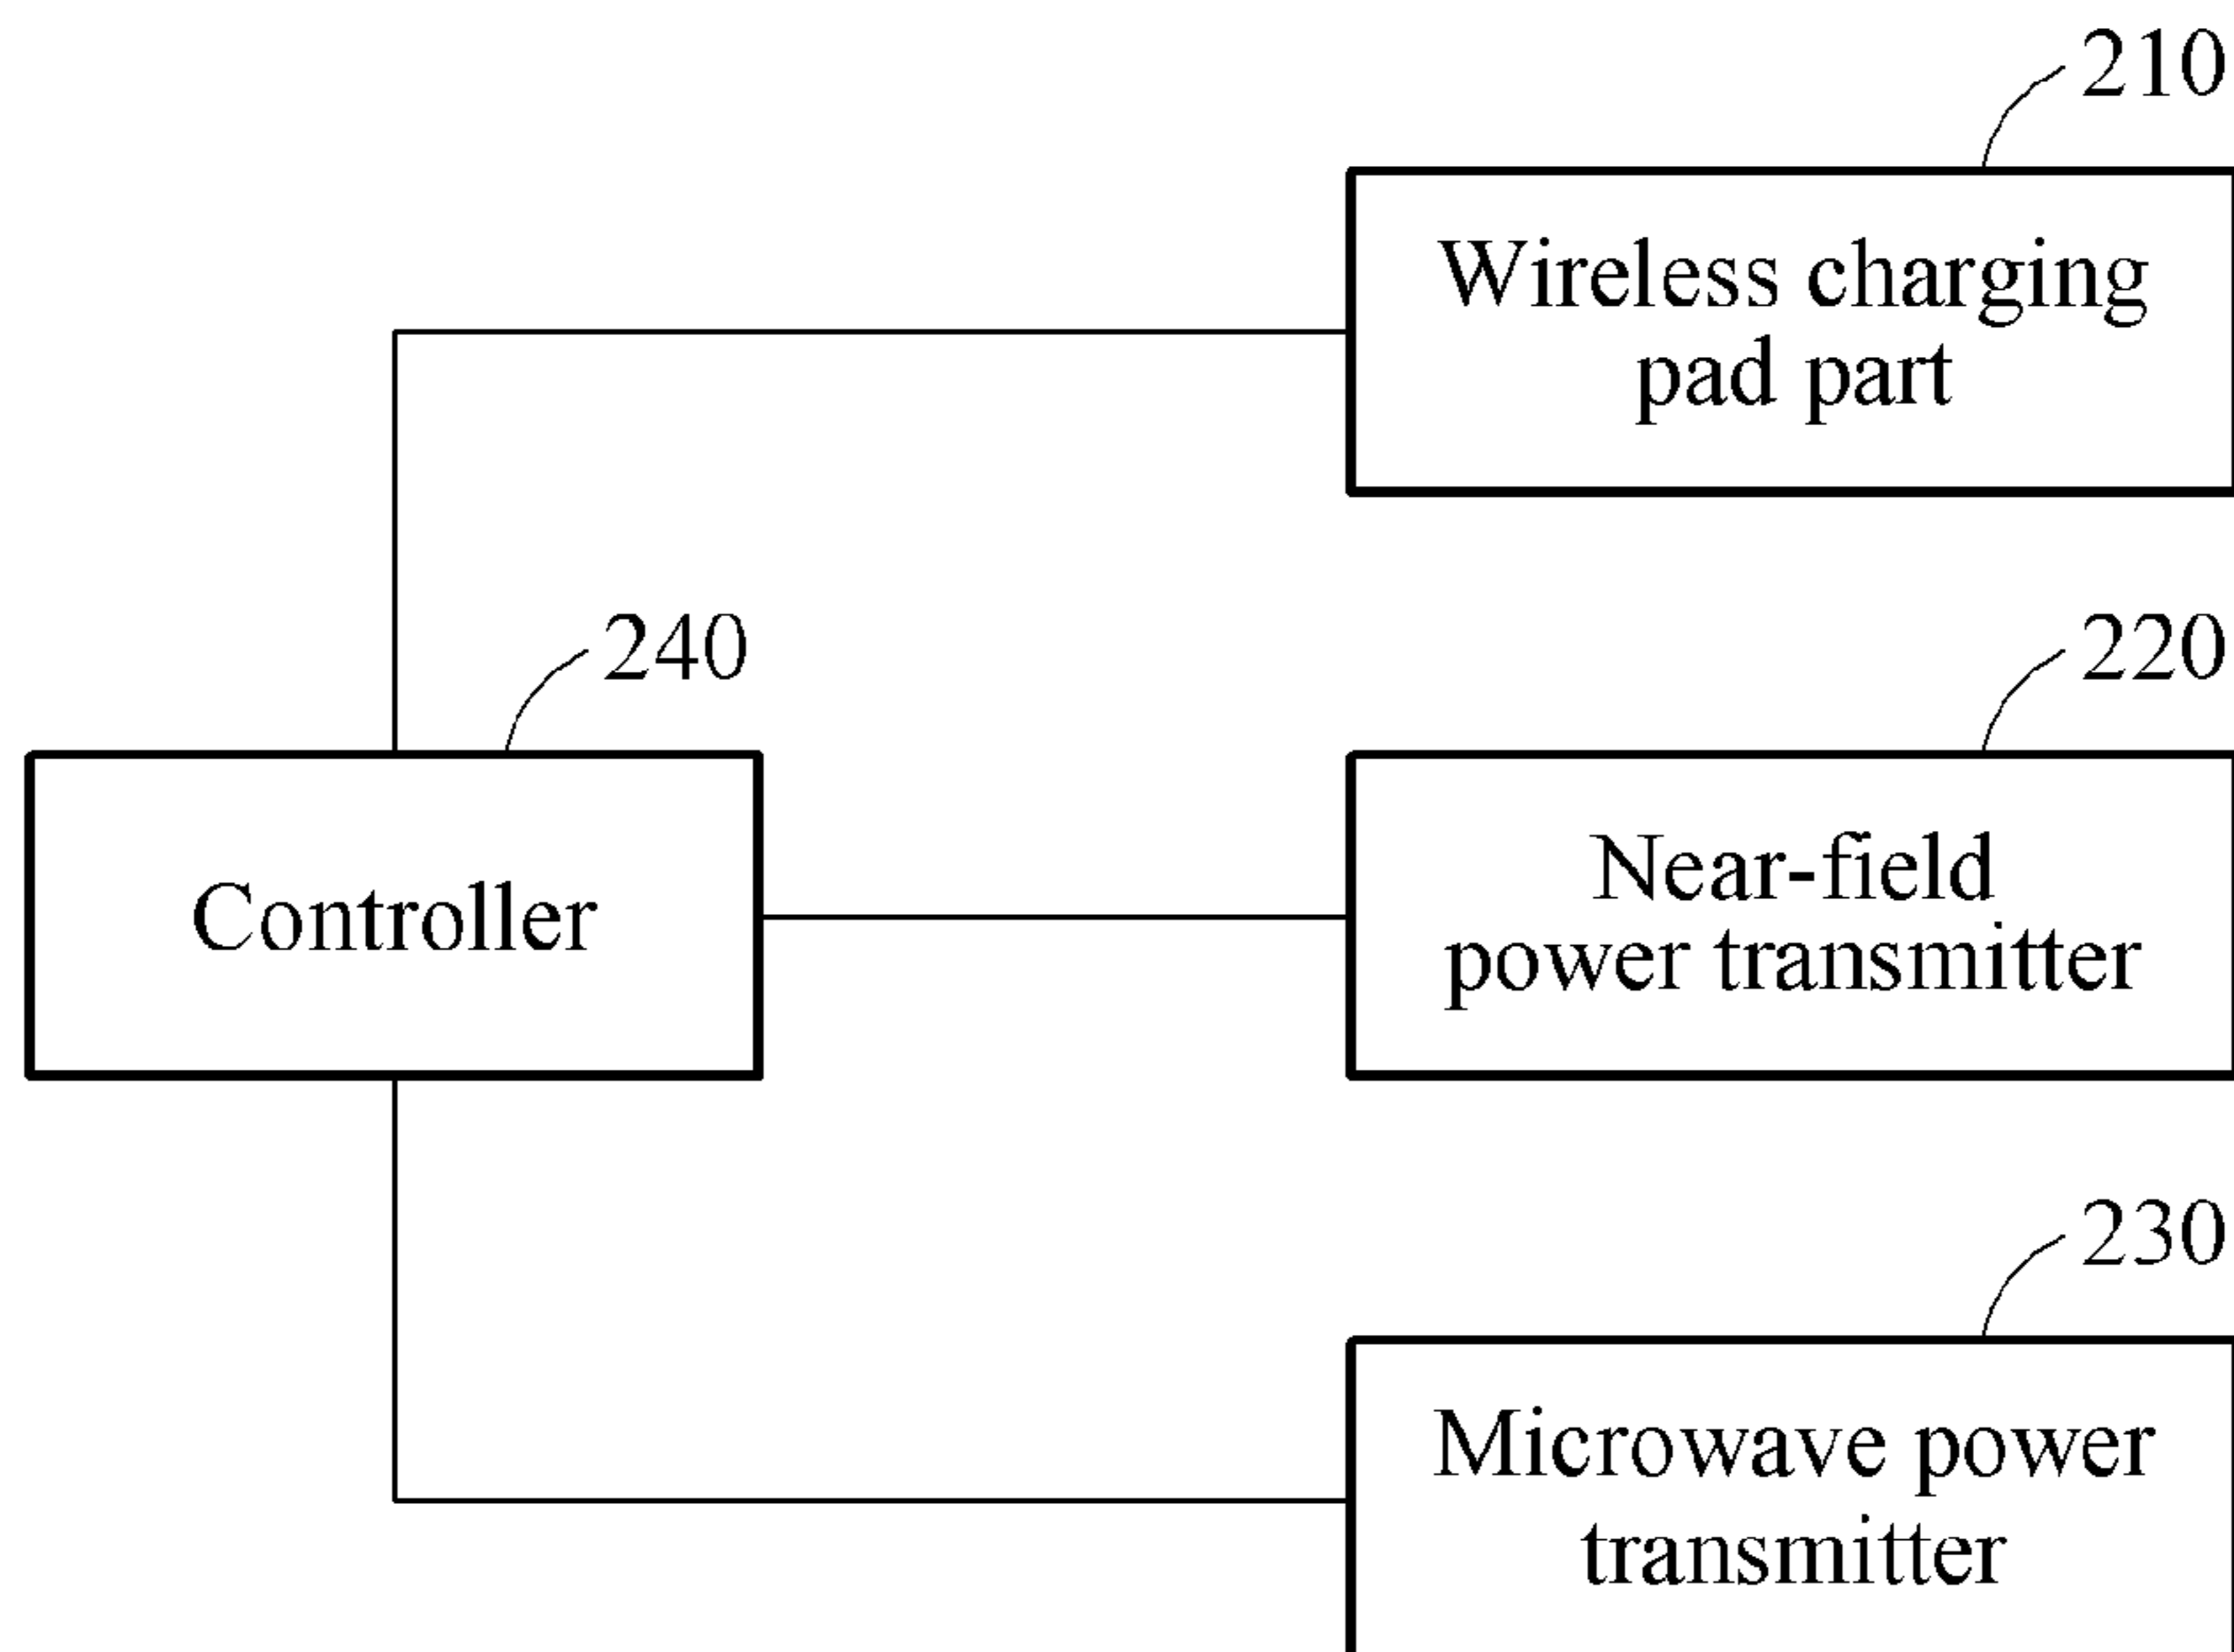 210
Wireless charging
pad part
240
220
Controller
Near-field
power transmitter
230
Microwave power
transmitter